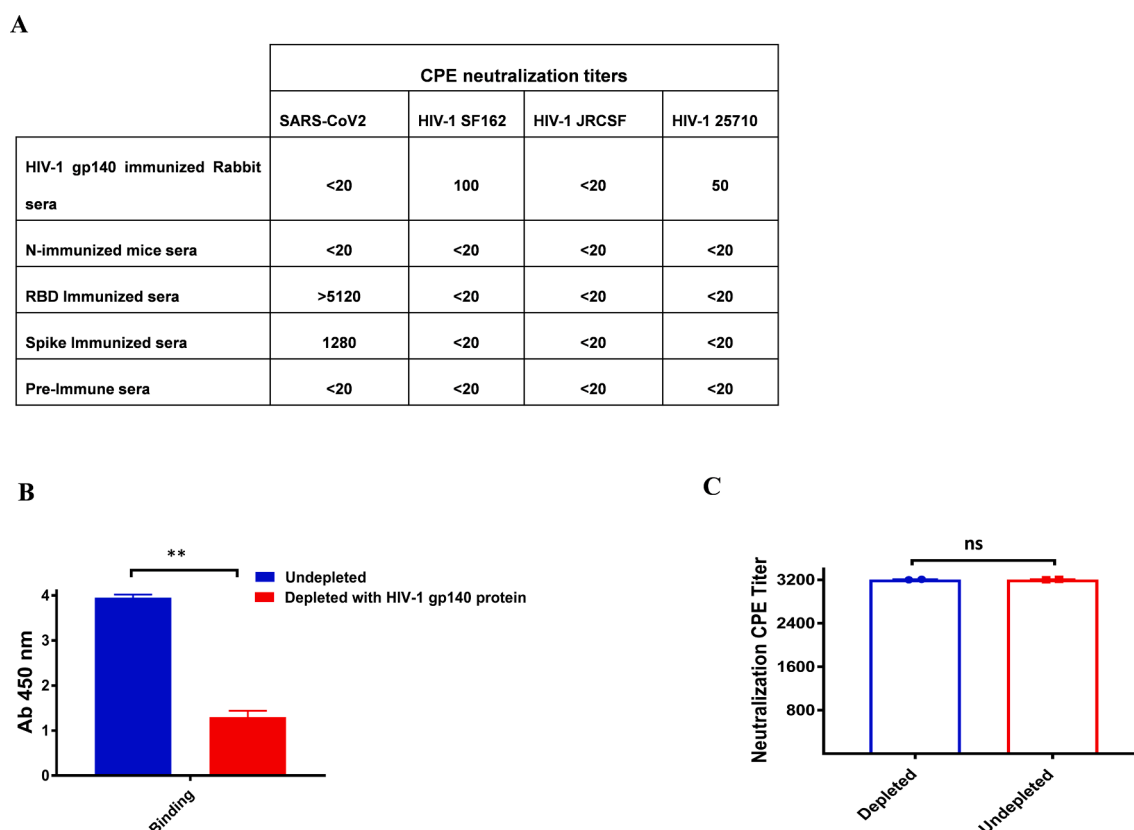 A
CPE neutralization titers
SARS-CoV2 HIV-1 SF162 HIV-1 JRCSF HIV-1 25710
HIV-1 gp140 immunized Rabbit
sera
<20 100 <20 50
N-immunized mice sera <20 <20 <20 <20
RBD Immunized sera >5120 <20 <20 <20
Spike Immunized sera 1280 <20 <20 <20
Pre-Immune sera <20 <20 <20 <20
B
**
Undepleted
Depleted with HIV-1 gp140 protein
Ab 450 nm
4
3
2
1
0
Binding
C
ns
Neutralization CPE Titer
3200
2400
1600
800
Depleted
Undepleted